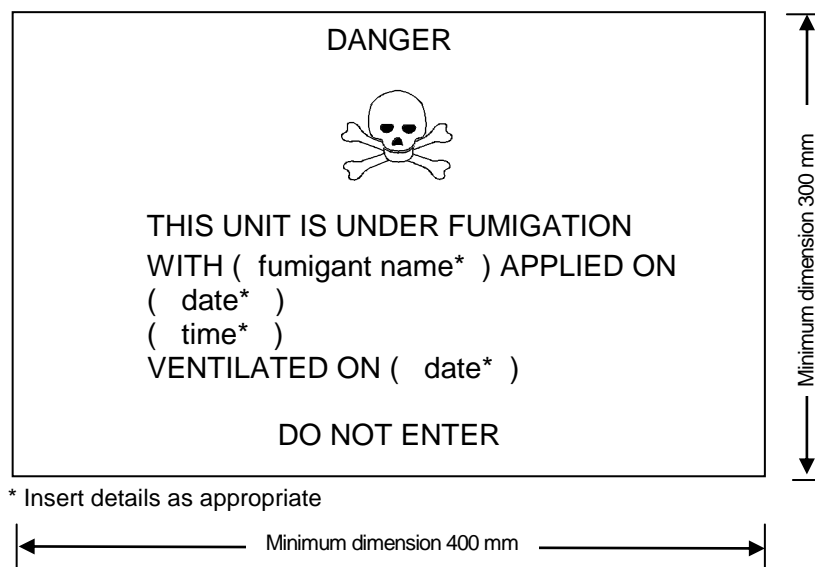 DANGER
THIS UNIT IS UNDER FUMIGATION
WITH ( fumigant name* ) APPLIED ON
( date* )
( time* )
VENTILATED ON ( date* )
DO NOT ENTER
Minimum dimension 300 mm
* Insert details as appropriate
Minimum dimension 400 mm